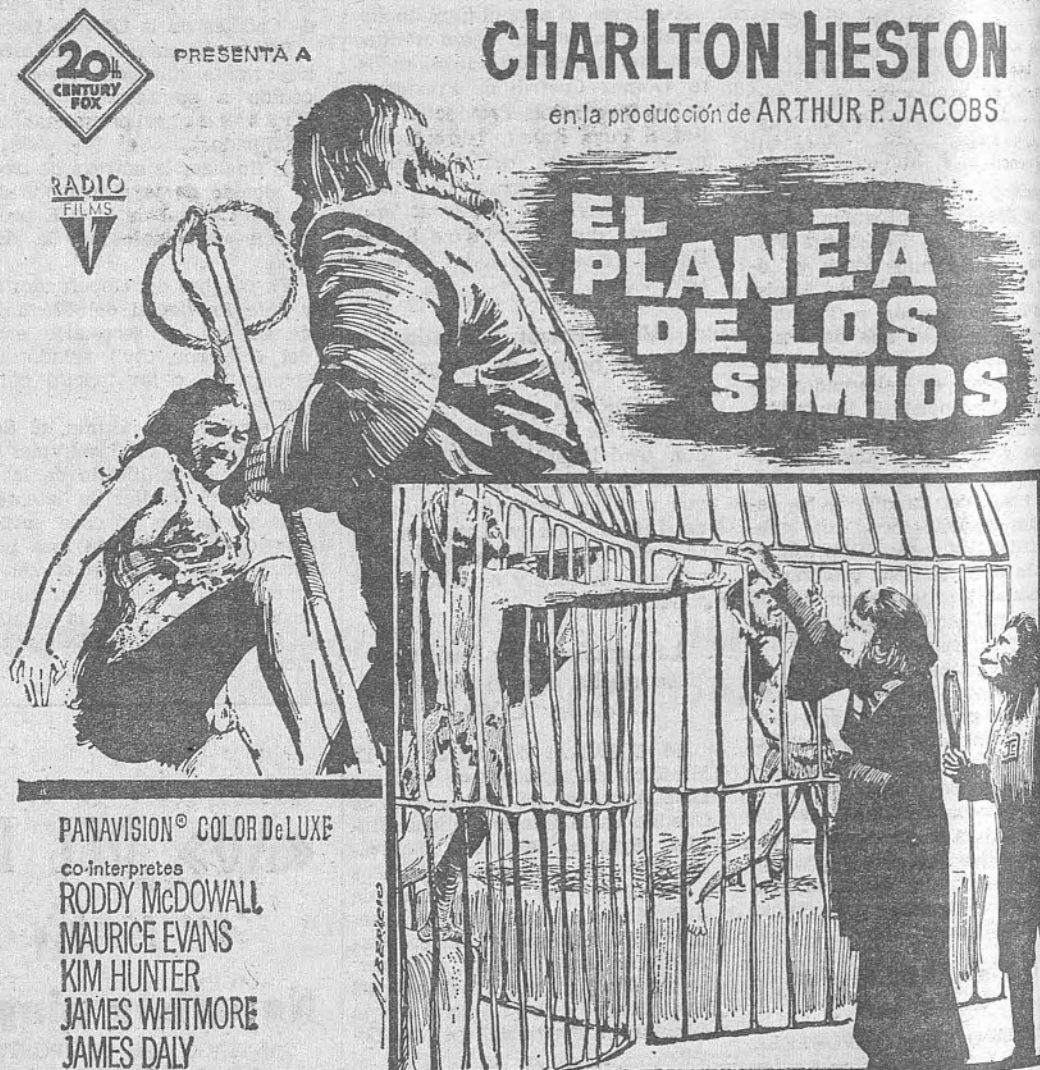 20th
CENTURY
FOX
PRESENTA A
CHARLTON HESTON
en la producción de ARTHUR P. JACOBS
RADIO
FILMS
EL
PLANETA
DE LOS
SIMIOS
PANAVISION® COLOR DeLUXE
co-interpretes
RODDY McDOWALL
MAURICE EVANS
KIM HUNTER
JAMES WHITMORE
JAMES DALY
ALBERICIO